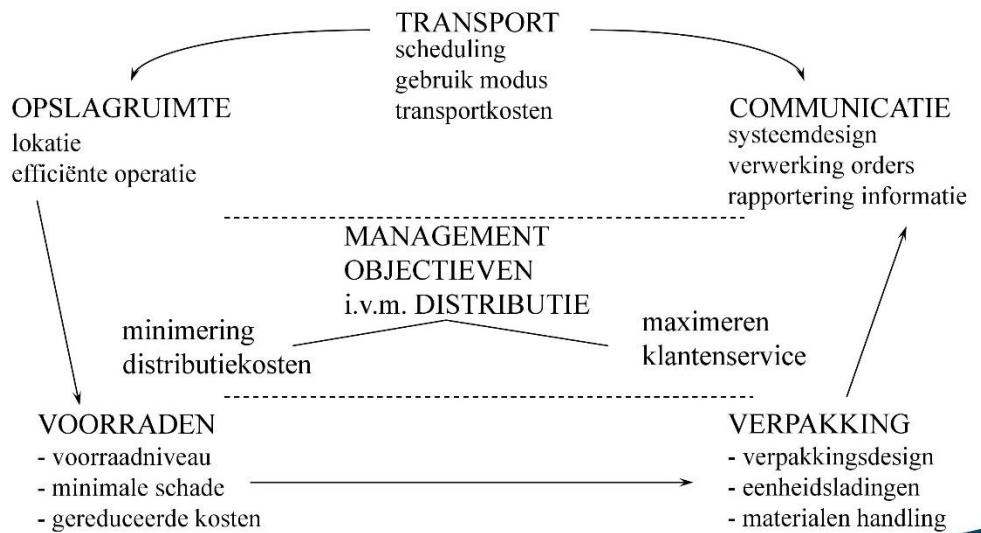 TRANSPORT
scheduling
gebruik modus
transportkosten
OPSLAGRUIMTE
lokatie
efficiënte operatie
COMMUNICATIE
systeemdesign
verwerking orders
rapportering informatie
MANAGEMENT
OBJECTIEVEN
i.v.m. DISTRIBUTIE
minimering
distributiekosten
maximeren
klantenservice
VOORRADEN
- voorraadniveau
- minimale schade
- gereduceerde kosten
VERPAKKING
- verpakkingsdesign
- eenheidsladingen
- materialen handling